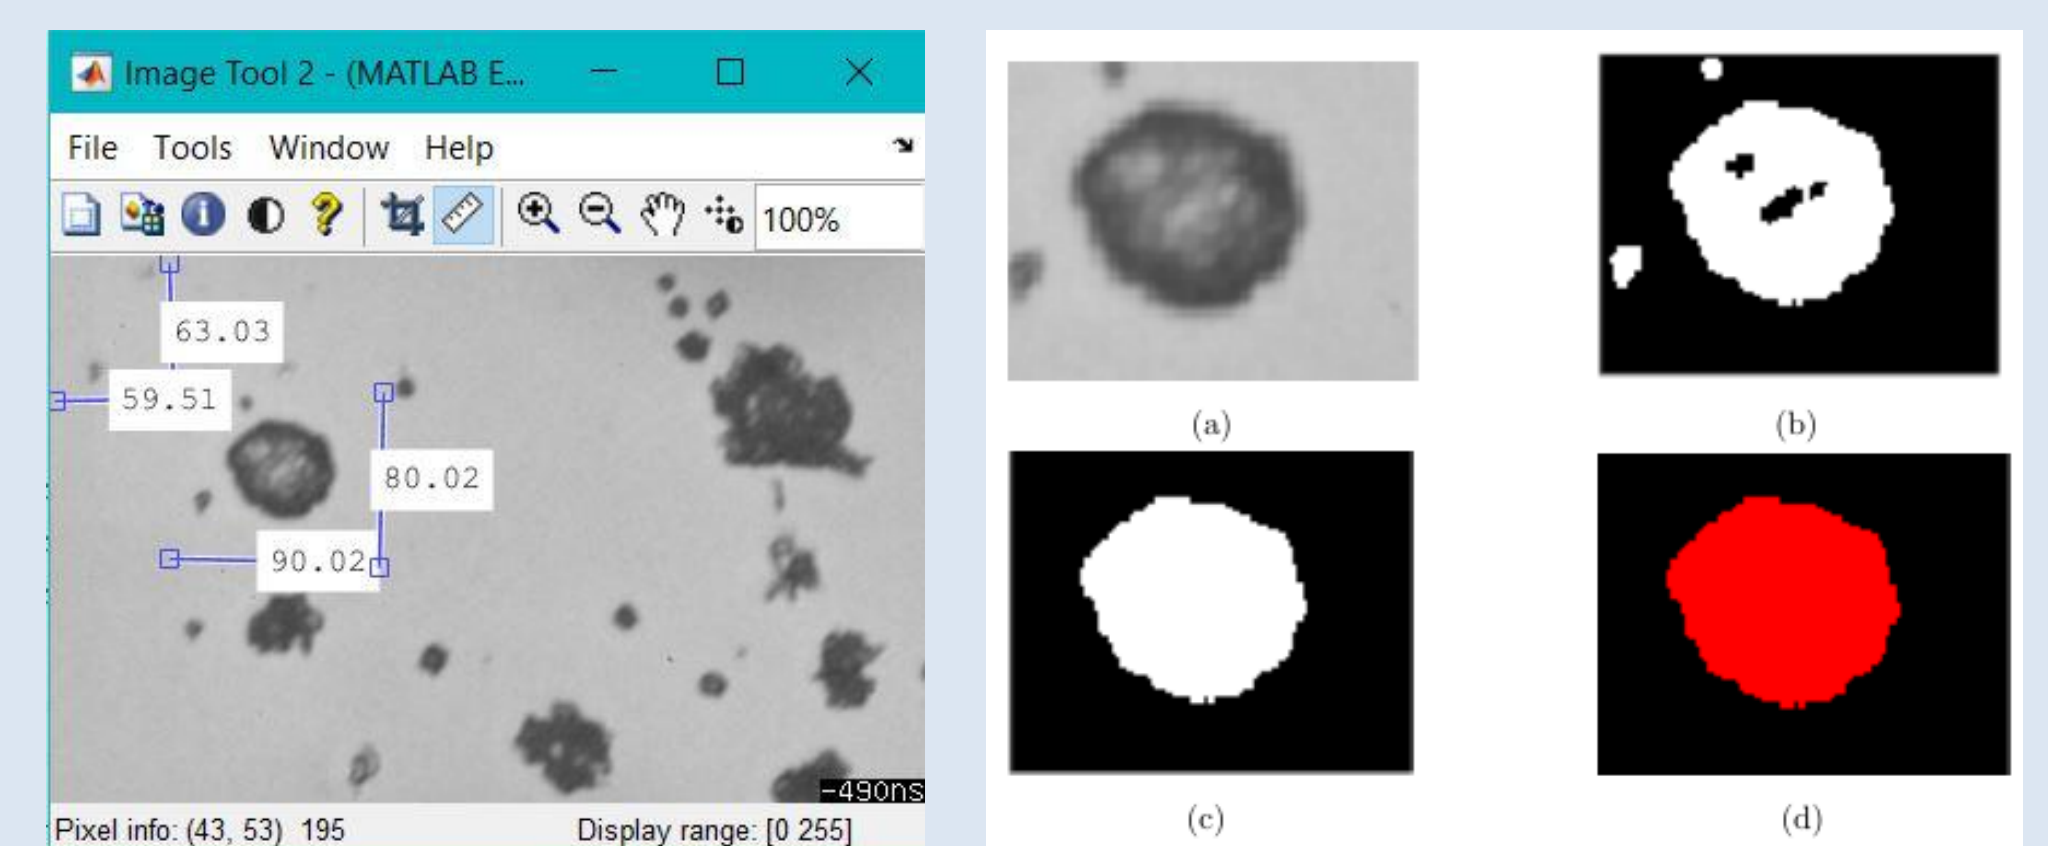 Image Tool 2 - (MATLAB E...
File Tools Window Help
100%
63.03
59.51
80.02
90.02
-490ns
Pixel info: (43, 53) 195
Display range: [0 255]
(a)
(b)
(c)
(d)